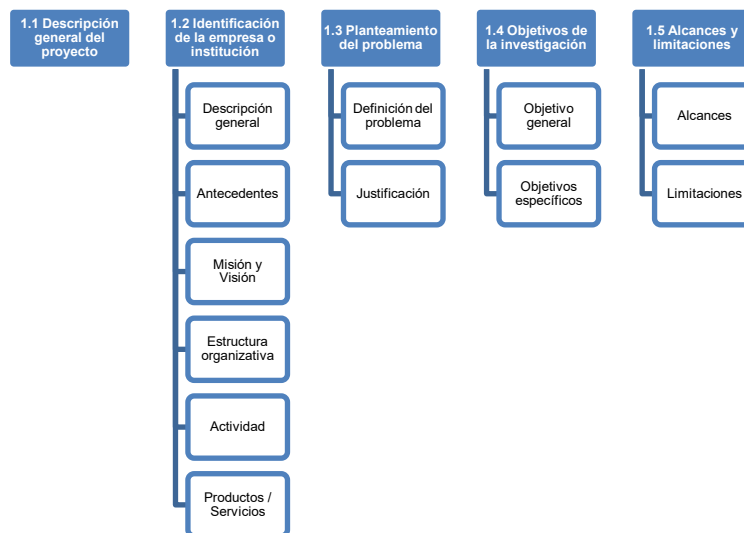 1.1 Descripción
general del
proyecto
1.2 Identificación
de la empresa o
institución
Descripción
general
Antecedentes
Misión y
Visión
Estructura
organizativa
Actividad
Productos /
Servicios
1.3 Planteamiento
del problema
Definición del
problema
Justificación
1.4 Objetivos de
la investigación
Objetivo
general
Objetivos
específicos
1.5 Alcances y
limitaciones
Alcances
Limitaciones